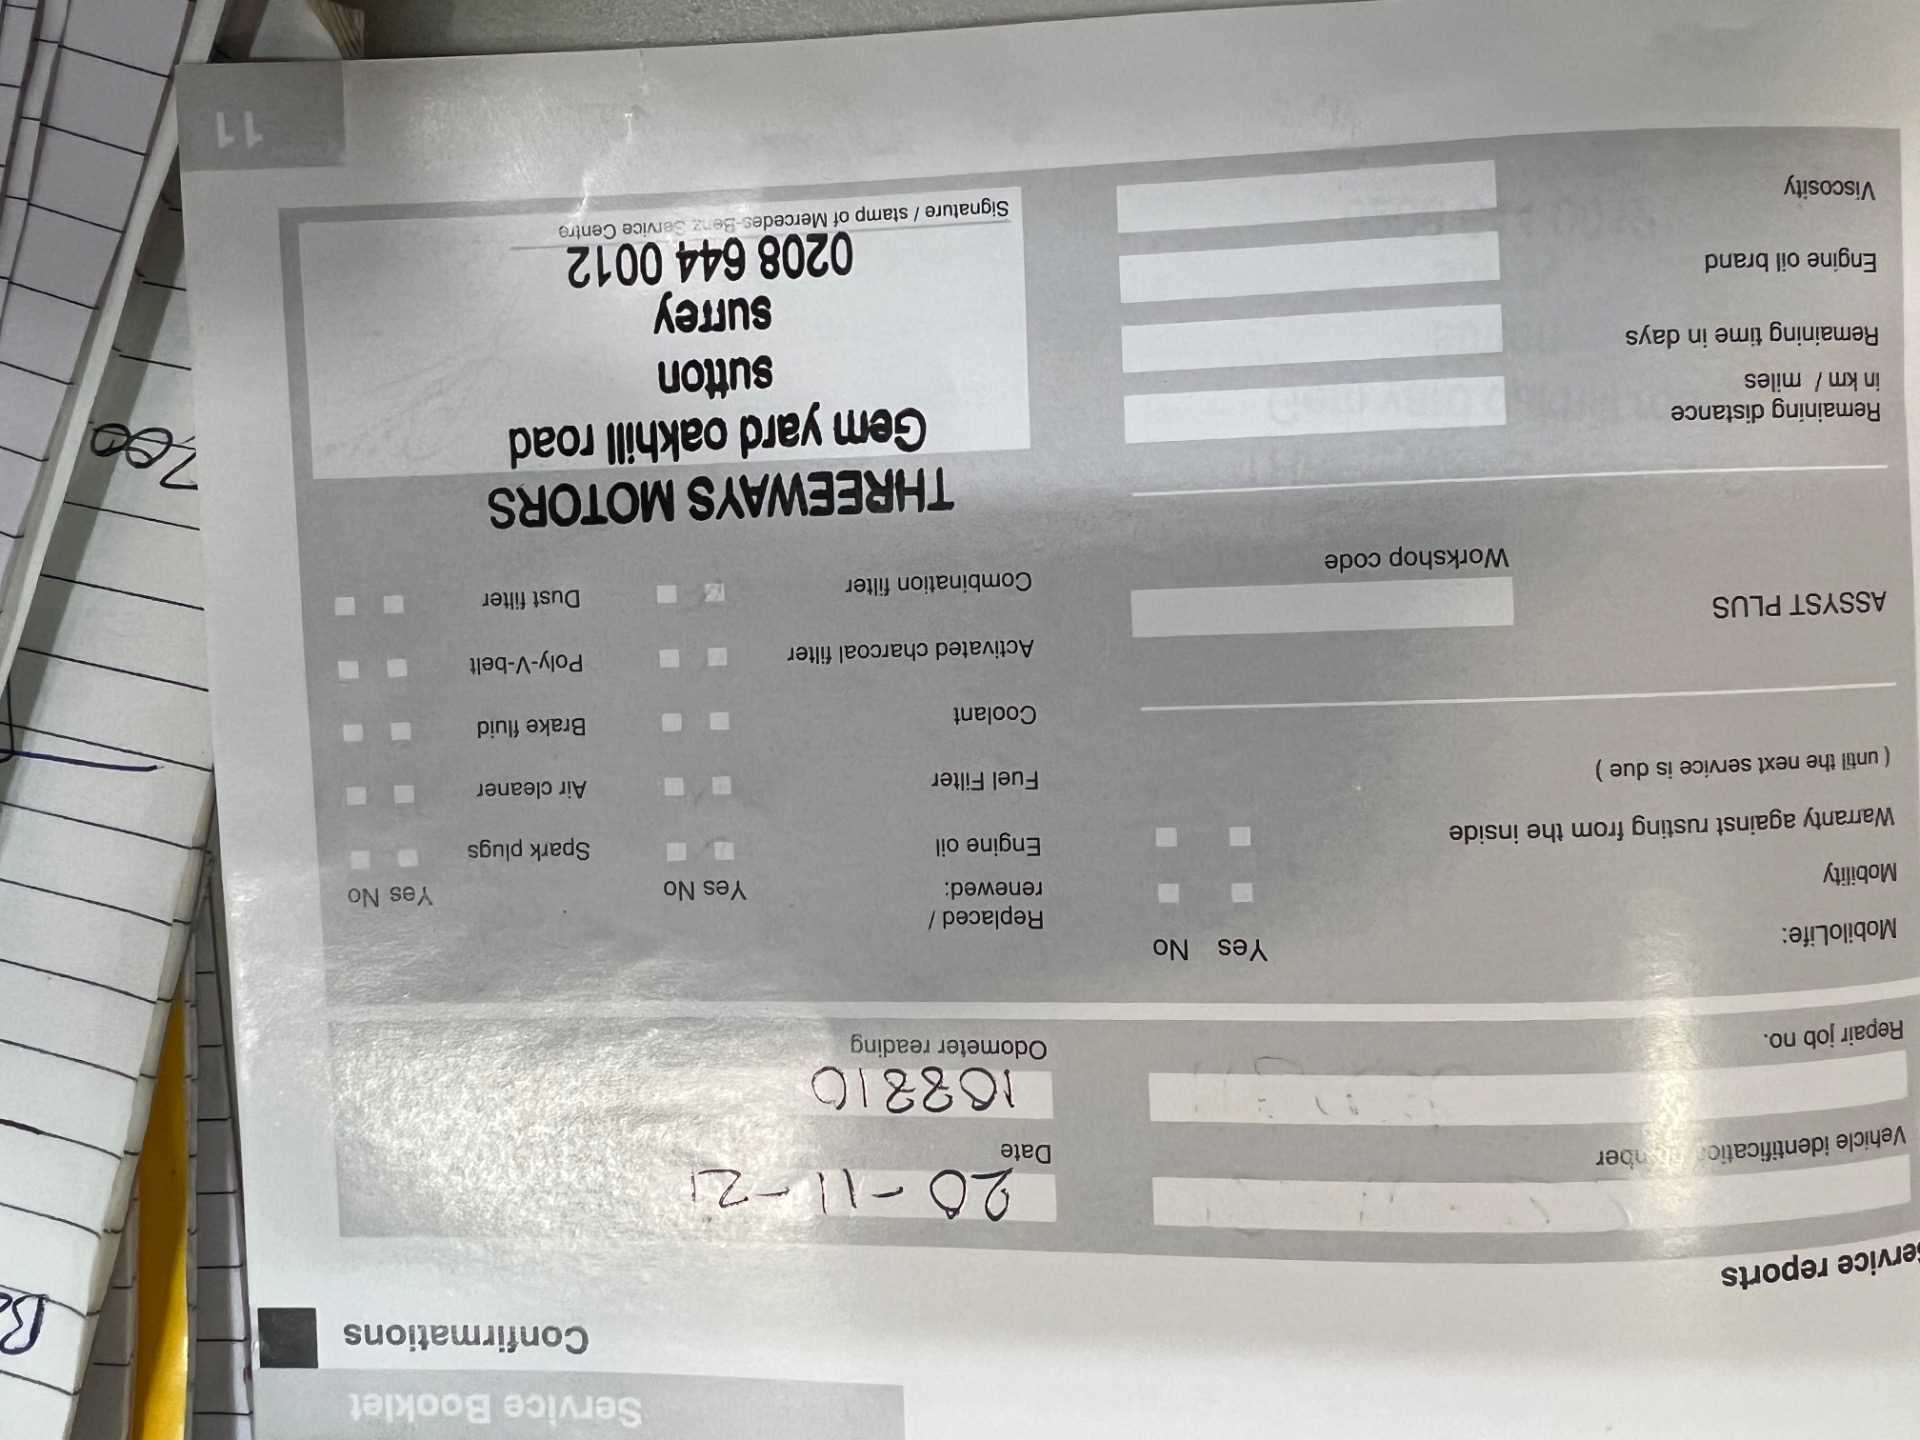 Service Booklet
Confirmations
ervice reports
Vehicle identification number
Repair job no.
20-11-21
Date
108810
Odometer reading
MobiloLife:
Yes No
Mobility
Warranty against rusting from the inside
( until the next service is due )
ASSYST PLUS
Workshop code
Remaining distance
in km / miles
Remaining time in days
Engine oil brand
Viscosity
Replaced /
renewed:
Yes No
Yes No
Engine oil
Spark plugs
Fuel Filter
Air cleaner
Coolant
Brake fluid
Activated charcoal filter
Poly-V-belt
Combination filter
Dust filter
THREEWAYS MOTORS
Gem yard oakhill road
sutton
surrey
0208 644 0012
Signature / stamp of Mercedes-Benz Service Centre
11